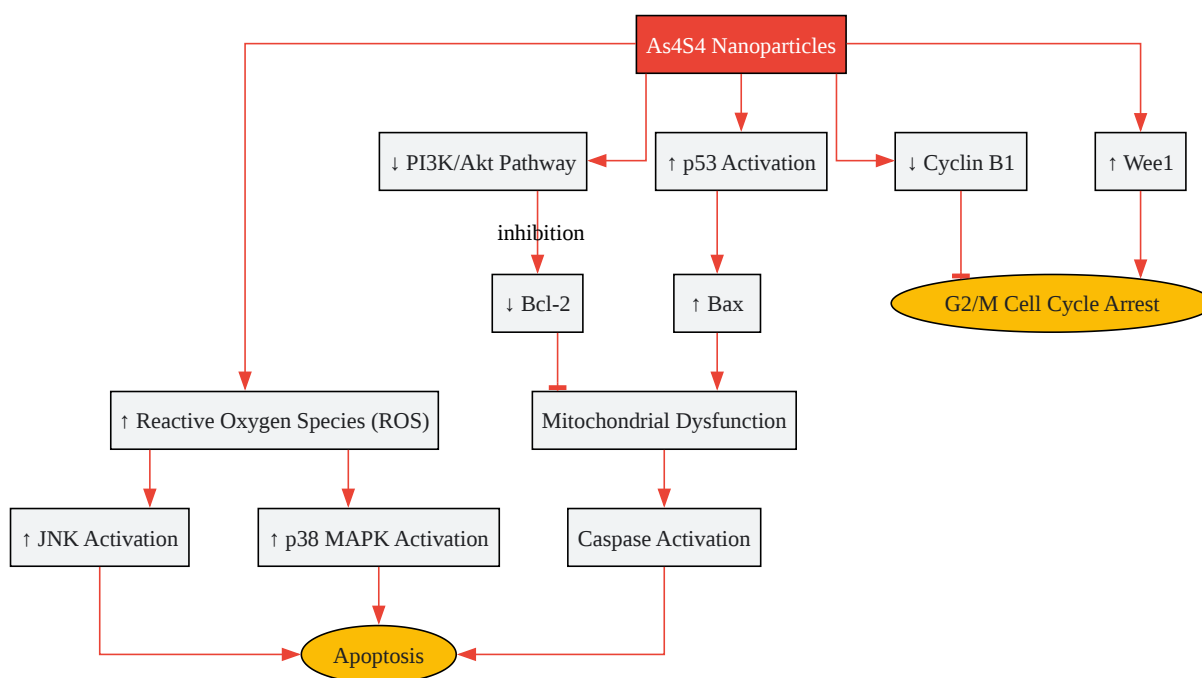 As4S4 Nanoparticles
↓ PI3K/Akt Pathway
↑ p53 Activation
↓ Cyclin B1
↑ Wee1
inhibition
↓ Bcl-2
↑ Bax
G2/M Cell Cycle Arrest
↑ Reactive Oxygen Species (ROS)
Mitochondrial Dysfunction
↑ JNK Activation
↑ p38 MAPK Activation
Caspase Activation
Apoptosis